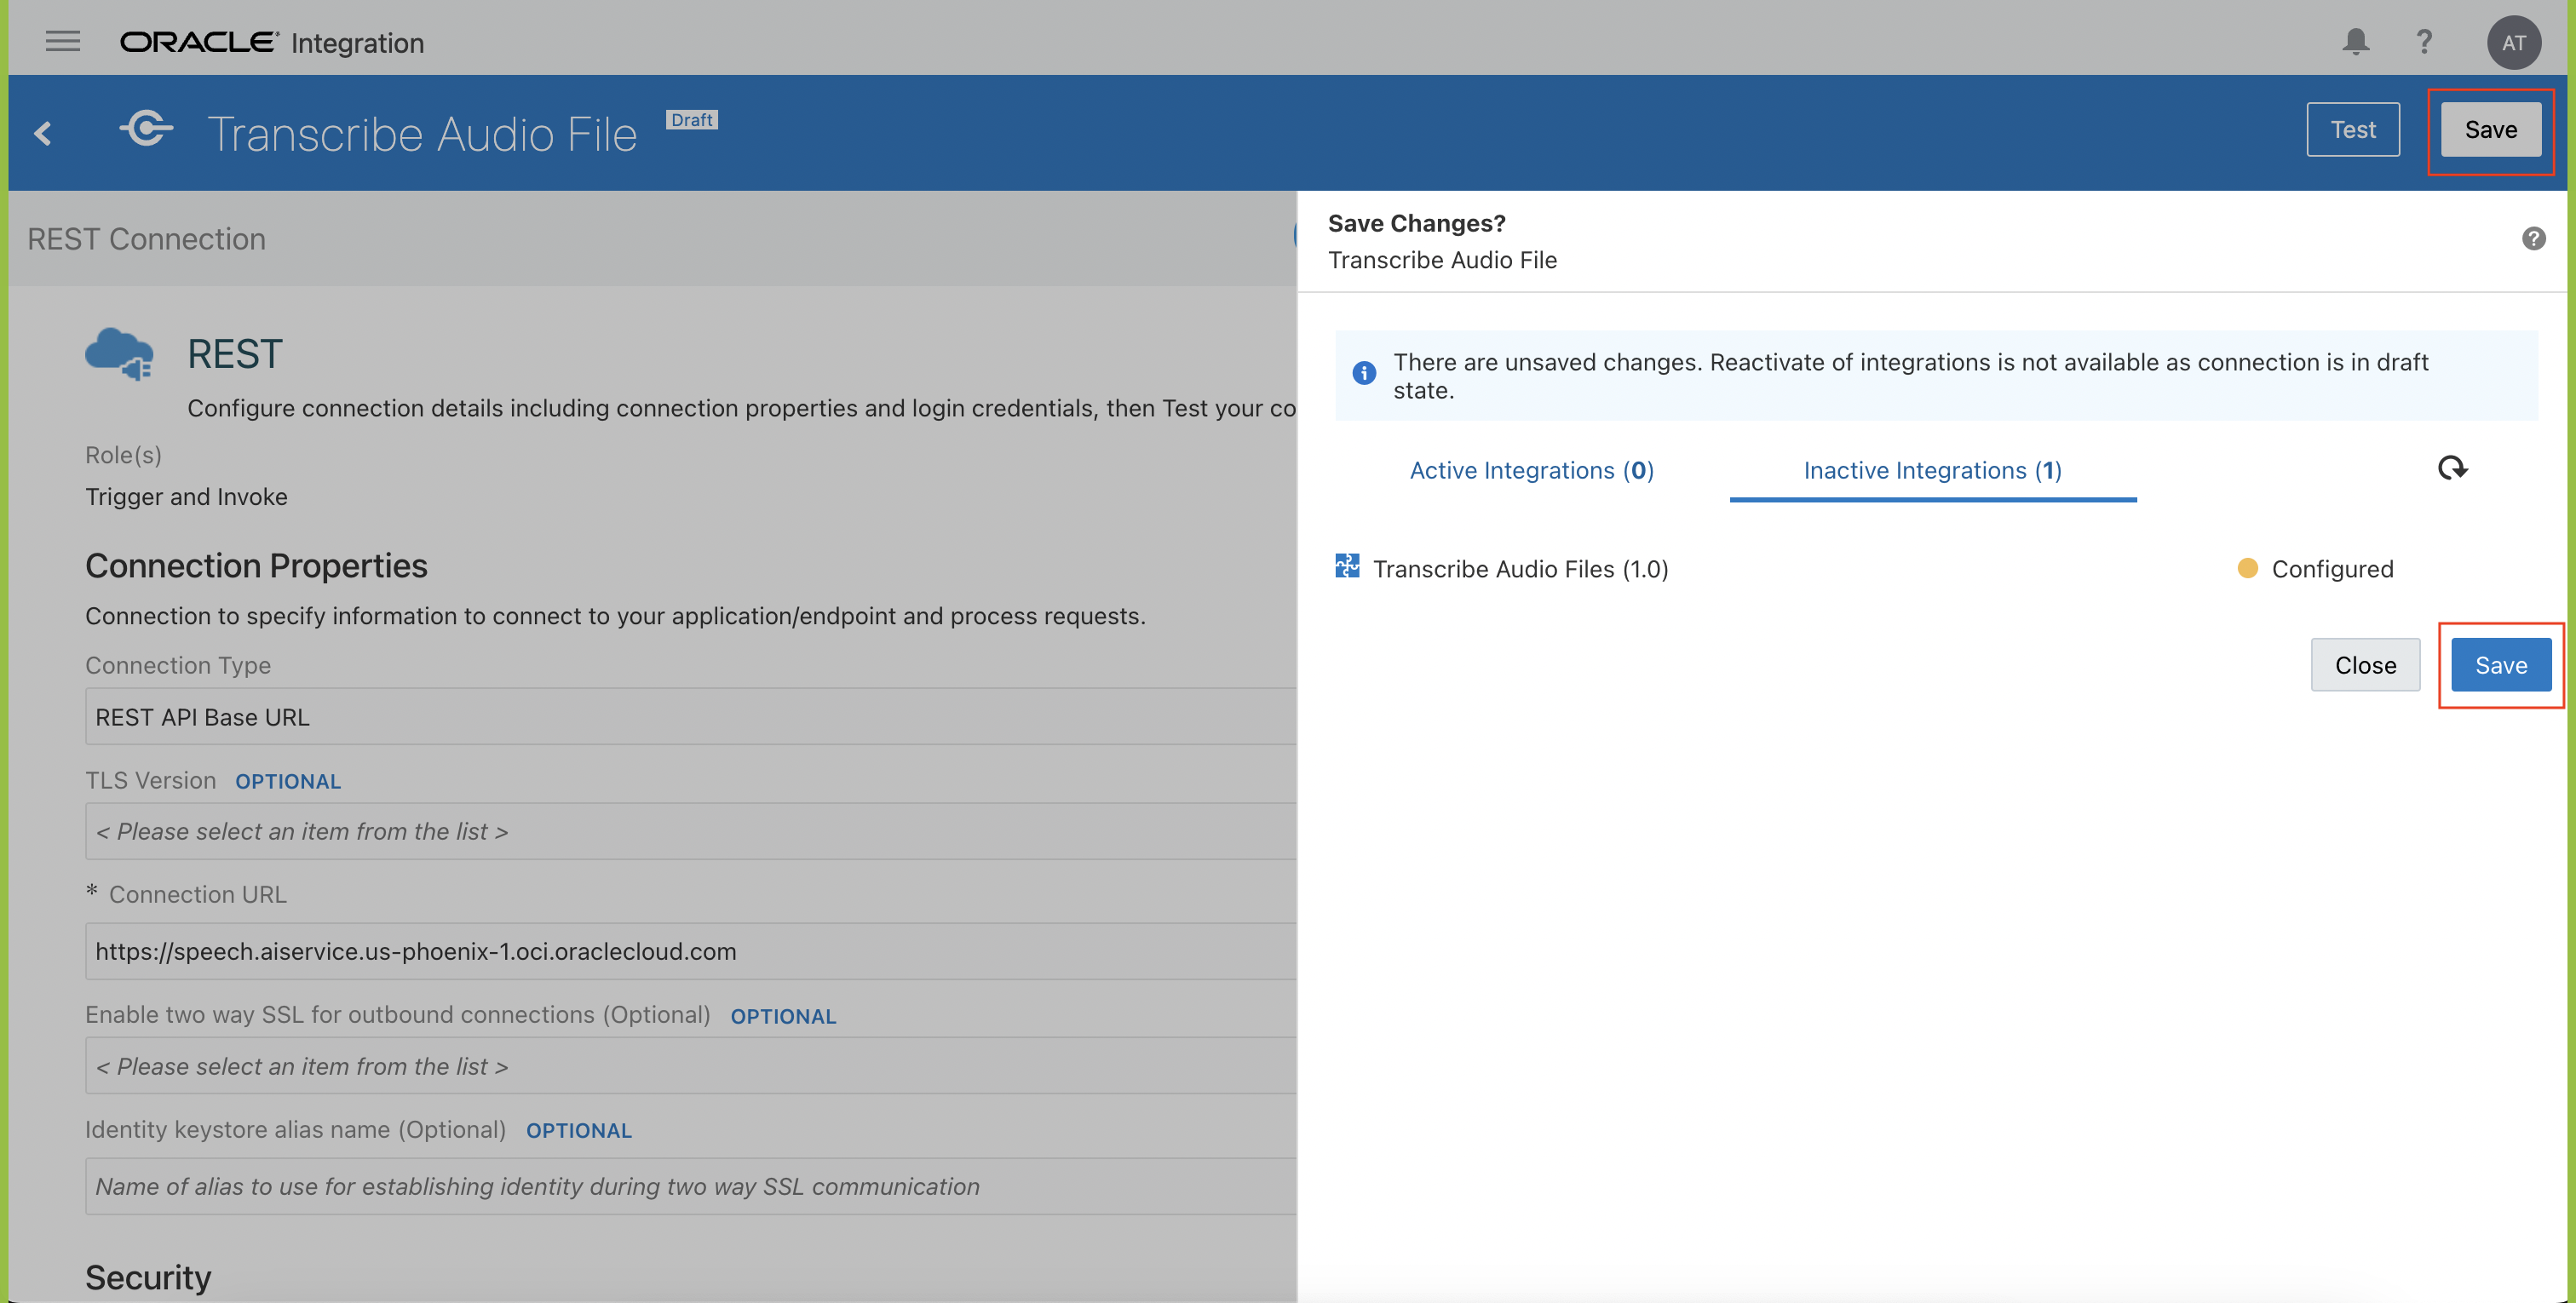 ORACLE Integration
AT
Transcribe Audio File Draft
Test Save
REST Connection
REST
Configure connection details including connection properties and login credentials, then Test your co
Role(s)
Trigger and Invoke
Connection Properties
Connection to specify information to connect to your application/endpoint and process requests.
Connection Type
REST API Base URL
TLS Version OPTIONAL
< Please select an item from the list >
* Connection URL
https://speech.aiservice.us-phoenix-1.oci.oraclecloud.com
Enable two way SSL for outbound connections (Optional) OPTIONAL
< Please select an item from the list >
Identity keystore alias name (Optional) OPTIONAL
Name of alias to use for establishing identity during two way SSL communication
Security
Save Changes?
Transcribe Audio File
There are unsaved changes. Reactivate of integrations is not available as connection is in draft
state.
Active Integrations (0) Inactive Integrations (1)
Transcribe Audio Files (1.0) Configured
Close Save